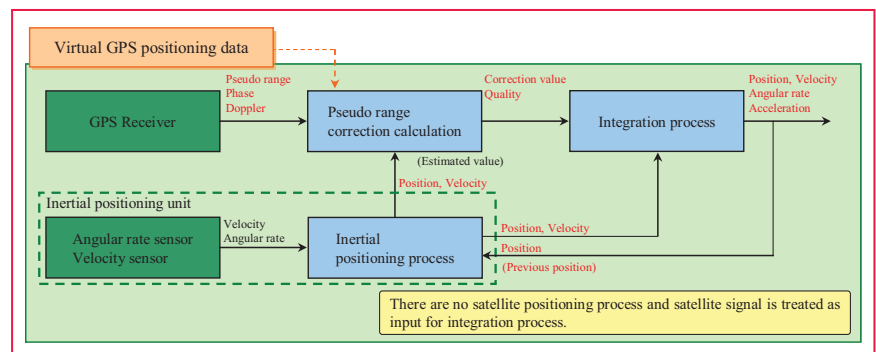 Virtual GPS positioning data
Pseudo range
Phase
Doppler
GPS Receiver
Pseudo range
correction calculation
Correction value
Quality
Integration process
Position, Velocity
Angular rate
Acceleration
(Estimated value)
Position, Velocity
Inertial positioning unit
Angular rate sensor
Velocity sensor
Velocity
Angular rate
Inertial
positioning process
Position, Velocity
Position
(Previous position)
There are no satellite positioning process and satellite signal is treated as
input for integration process.